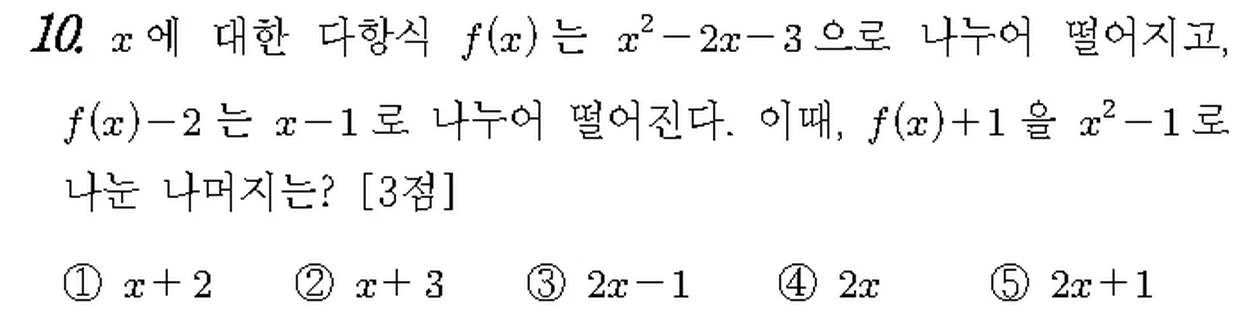 10. x에 대한 다항식 f(x)는 x²−2x−3으로 나누어 떨어지고,
f(x)−2는 x−1로 나누어 떨어진다. 이때, f(x)+1을 x²−1로
나눈 나머지는? [3점]
① x+2 ② x+3 ③ 2x−1 ④ 2x ⑤ 2x+1